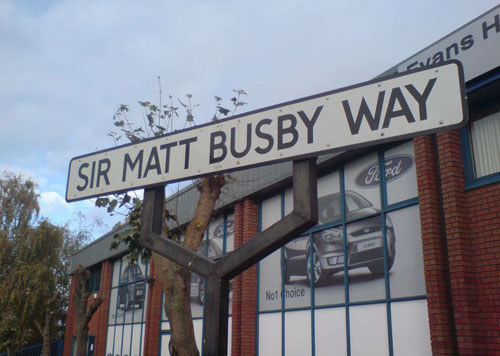 Evans H
SIR MATT BUSBY WAY
Ford
No1 Choice